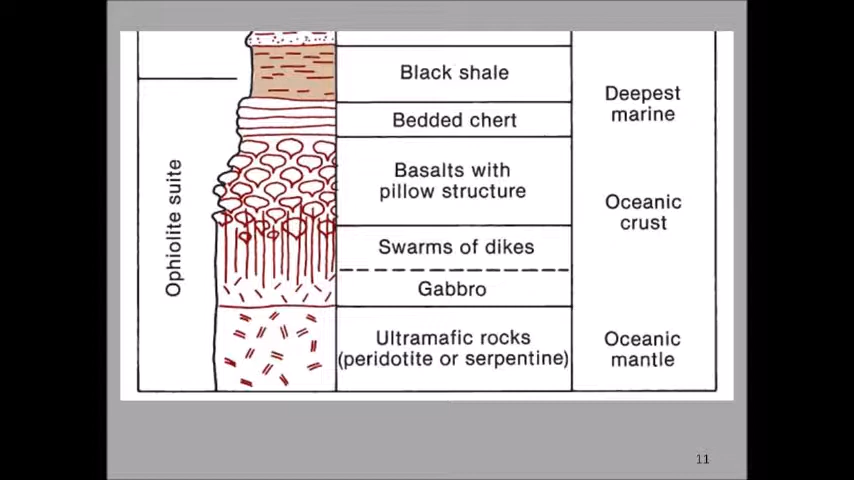 Black shale
Deepest
marine
Bedded chert
Ophiolite suite
Basalts with
pillow structure
Oceanic
crust
Swarms of dikes
Gabbro
Ultramafic rocks
(peridotite or serpentine)
Oceanic
mantle
11